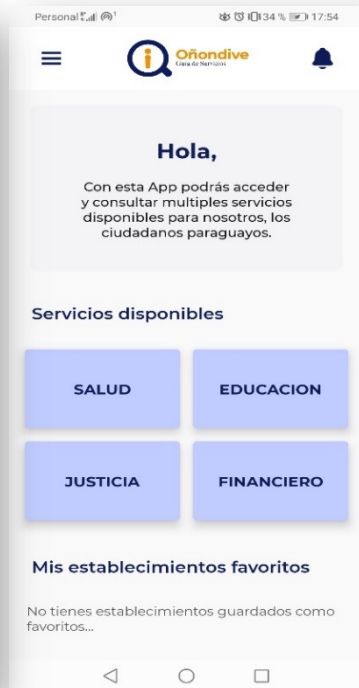 Personal 34 % 17:54
Oñondive
Guia de Servicios
Hola,
Con esta App podrás acceder
y consultar multiples servicios
disponibles para nosotros, los
ciudadanos paraguayos.
Servicios disponibles
SALUD EDUCACION
JUSTICIA FINANCIERO
Mis establecimientos favoritos
No tienes establecimientos guardados como
favoritos...